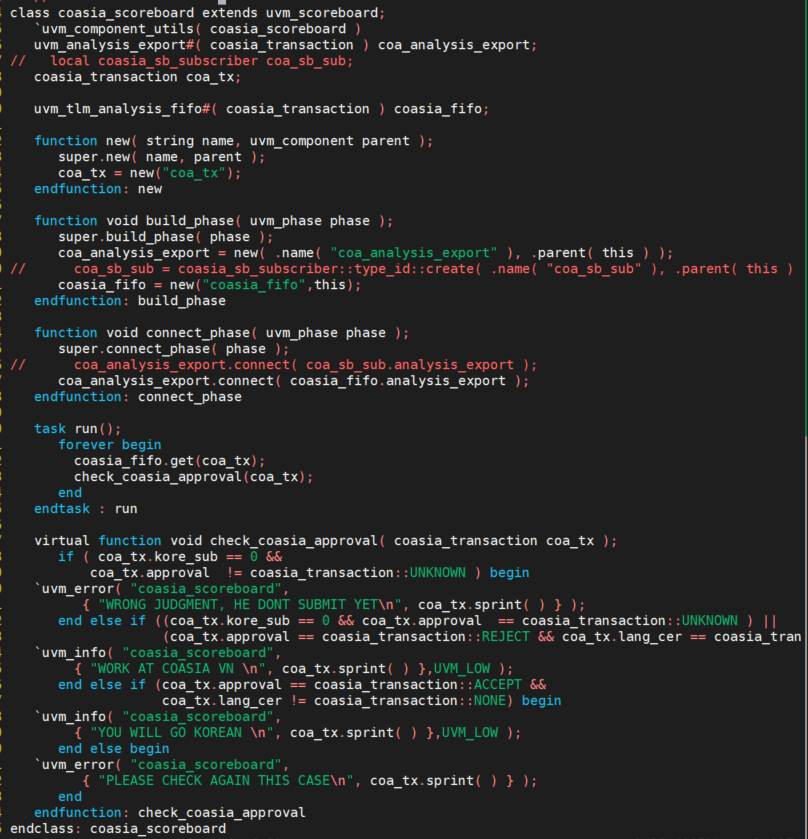 class coasia_scoreboard extends uvm_scoreboard;
`uvm_component_utils( coasia_scoreboard )
uvm_analysis_export#( coasia_transaction ) coa_analysis_export;
// local coasia_sb_subscriber coa_sb_sub;
coasia_transaction coa_tx;
uvm_tlm_analysis_fifo#( coasia_transaction ) coasia_fifo;
function new( string name, uvm_component parent );
super.new( name, parent );
coa_tx = new("coa_tx");
endfunction: new
function void build_phase( uvm_phase phase );
super.build_phase( phase );
coa_analysis_export = new( .name( "coa_analysis_export" ), .parent( this ) );
// coa_sb_sub = coasia_sb_subscriber::type_id::create( .name( "coa_sb_sub" ), .parent( this )
coasia_fifo = new("coasia_fifo",this);
endfunction: build_phase
function void connect_phase( uvm_phase phase );
super.connect_phase( phase );
// coa_analysis_export.connect( coa_sb_sub.analysis_export );
coa_analysis_export.connect( coasia_fifo.analysis_export );
endfunction: connect_phase
task run();
forever begin
coasia_fifo.get(coa_tx);
check_coasia_approval(coa_tx);
end
endtask : run
virtual function void check_coasia_approval( coasia_transaction coa_tx );
if ( coa_tx.kore_sub == 0 &&
coa_tx.approval != coasia_transaction::UNKNOWN ) begin
`uvm_error( "coasia_scoreboard",
{ "WRONG JUDGMENT, HE DONT SUBMIT YET\n", coa_tx.sprint( ) } );
end else if ((coa_tx.kore_sub == 0 && coa_tx.approval == coasia_transaction::UNKNOWN ) ||
(coa_tx.approval == coasia_transaction::REJECT && coa_tx.lang_cer == coasia_tran
`uvm_info( "coasia_scoreboard",
{ "WORK AT COASIA VN \n", coa_tx.sprint( ) },UVM_LOW );
end else if (coa_tx.approval == coasia_transaction::ACCEPT &&
coa_tx.lang_cer != coasia_transaction::NONE) begin
`uvm_info( "coasia_scoreboard",
{ "YOU WILL GO KOREAN \n", coa_tx.sprint( ) },UVM_LOW );
end else begin
`uvm_error( "coasia_scoreboard",
{ "PLEASE CHECK AGAIN THIS CASE\n", coa_tx.sprint( ) } );
end
endfunction: check_coasia_approval
endclass: coasia_scoreboard